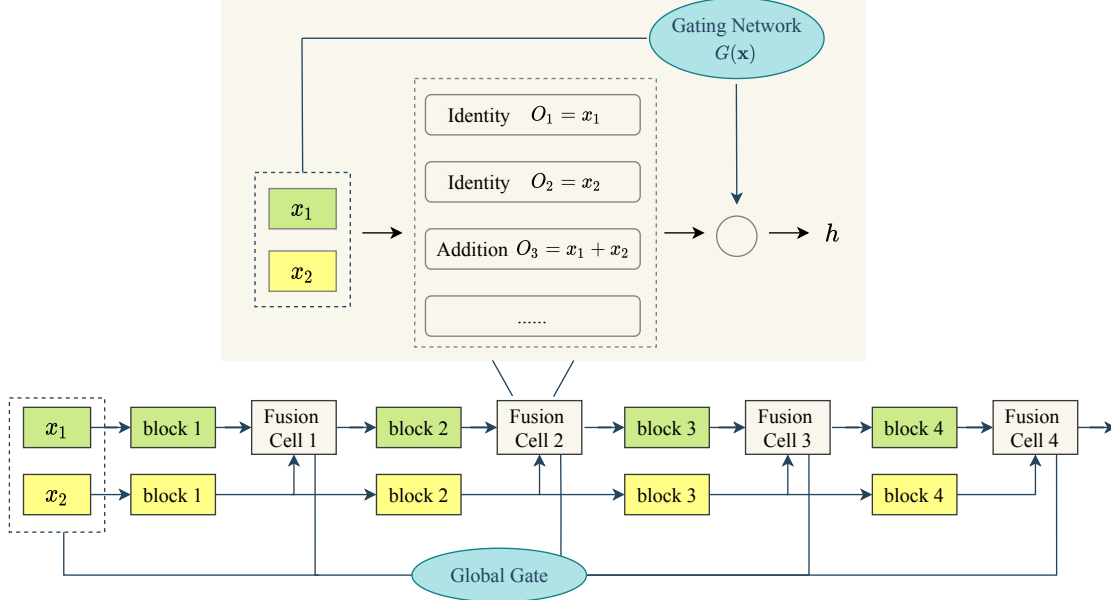 Gating Network
G(x)
Identity O₁ = x₁
Identity O₂ = x₂
x₁
Addition O₃ = x₁ + x₂
h
x₂
......
x₁
block 1
Fusion
Cell 1
block 2
Fusion
Cell 2
block 3
Fusion
Cell 3
block 4
Fusion
Cell 4
x₂
block 1
block 2
block 3
block 4
Global Gate